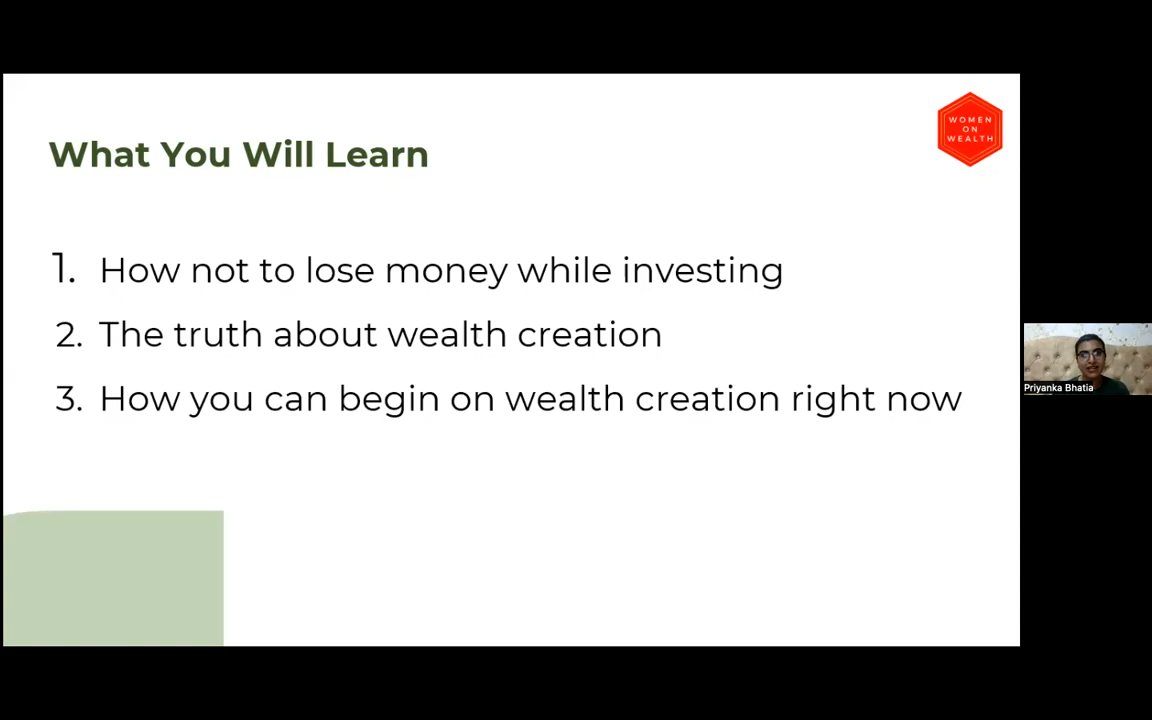 WOMEN
ON
WEALTH
What You Will Learn
1. How not to lose money while investing
2. The truth about wealth creation
3. How you can begin on wealth creation right now
Priyanka Bhatia